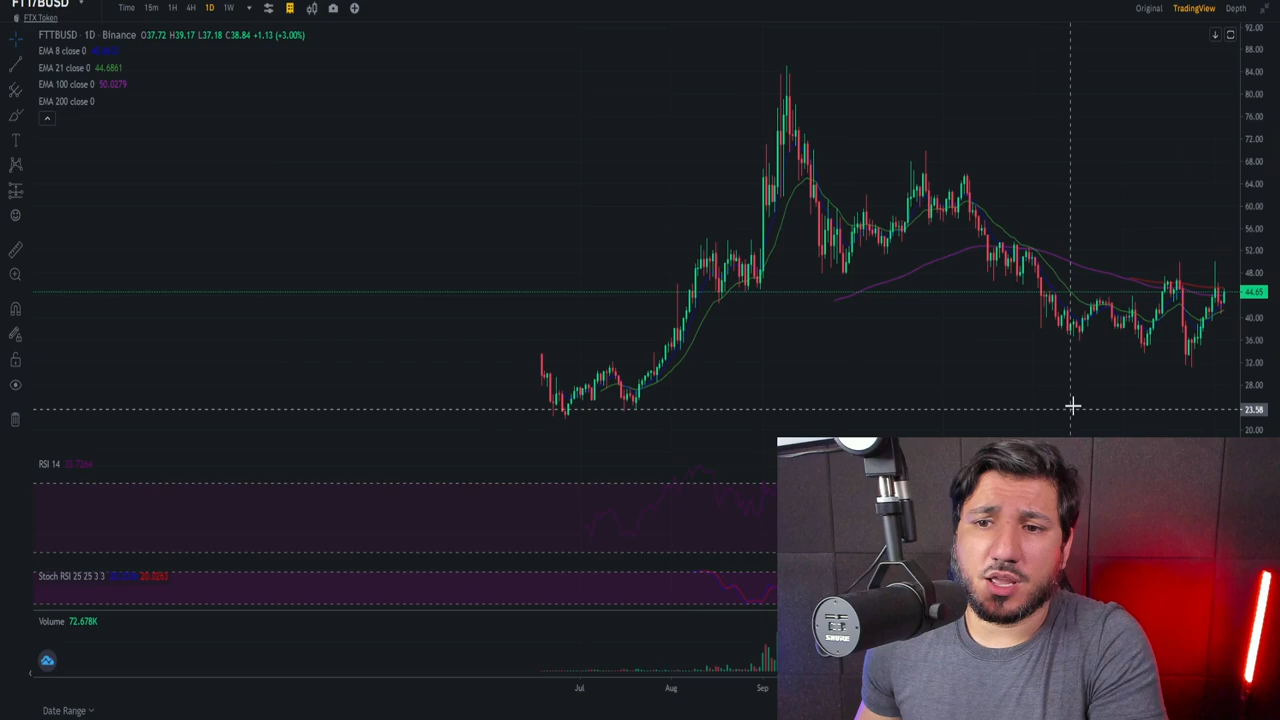 FTT/BUSD
FTX Token
Time 15m 1H 4H 1D 1W
Original TradingView Depth
FTTBUSD · 1D · Binance O37.72 H39.17 L37.18 C38.84 +1.13 (+3.00%)
EMA 8 close 0
EMA 21 close 0 44.6861
EMA 100 close 0 50.0279
EMA 200 close 0
92.00
88.00
84.00
80.00
76.00
72.00
68.00
64.00
60.00
56.00
52.00
48.00
44.65
40.00
36.00
32.00
28.00
23.58
20.00
RSI 14
Stoch RSI 25 25 3 3 20.0263
Volume 72.678K
Jul Aug Sep
Date Range
SHURE